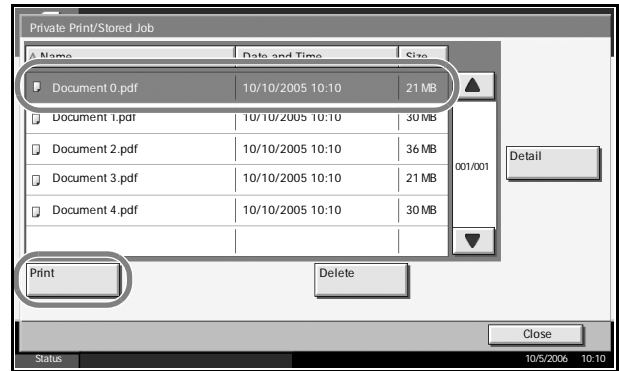 Private Print/Stored Job
Name Date and Time Size
Document 0.pdf 10/10/2005 10:10 21 MB
Document 1.pdf 10/10/2005 10:10 30 MB
Document 2.pdf 10/10/2005 10:10 36 MB
001/001
Detail
Document 3.pdf 10/10/2005 10:10 21 MB
Document 4.pdf 10/10/2005 10:10 30 MB
Print
Delete
Close
Status 10/5/2006 10:10